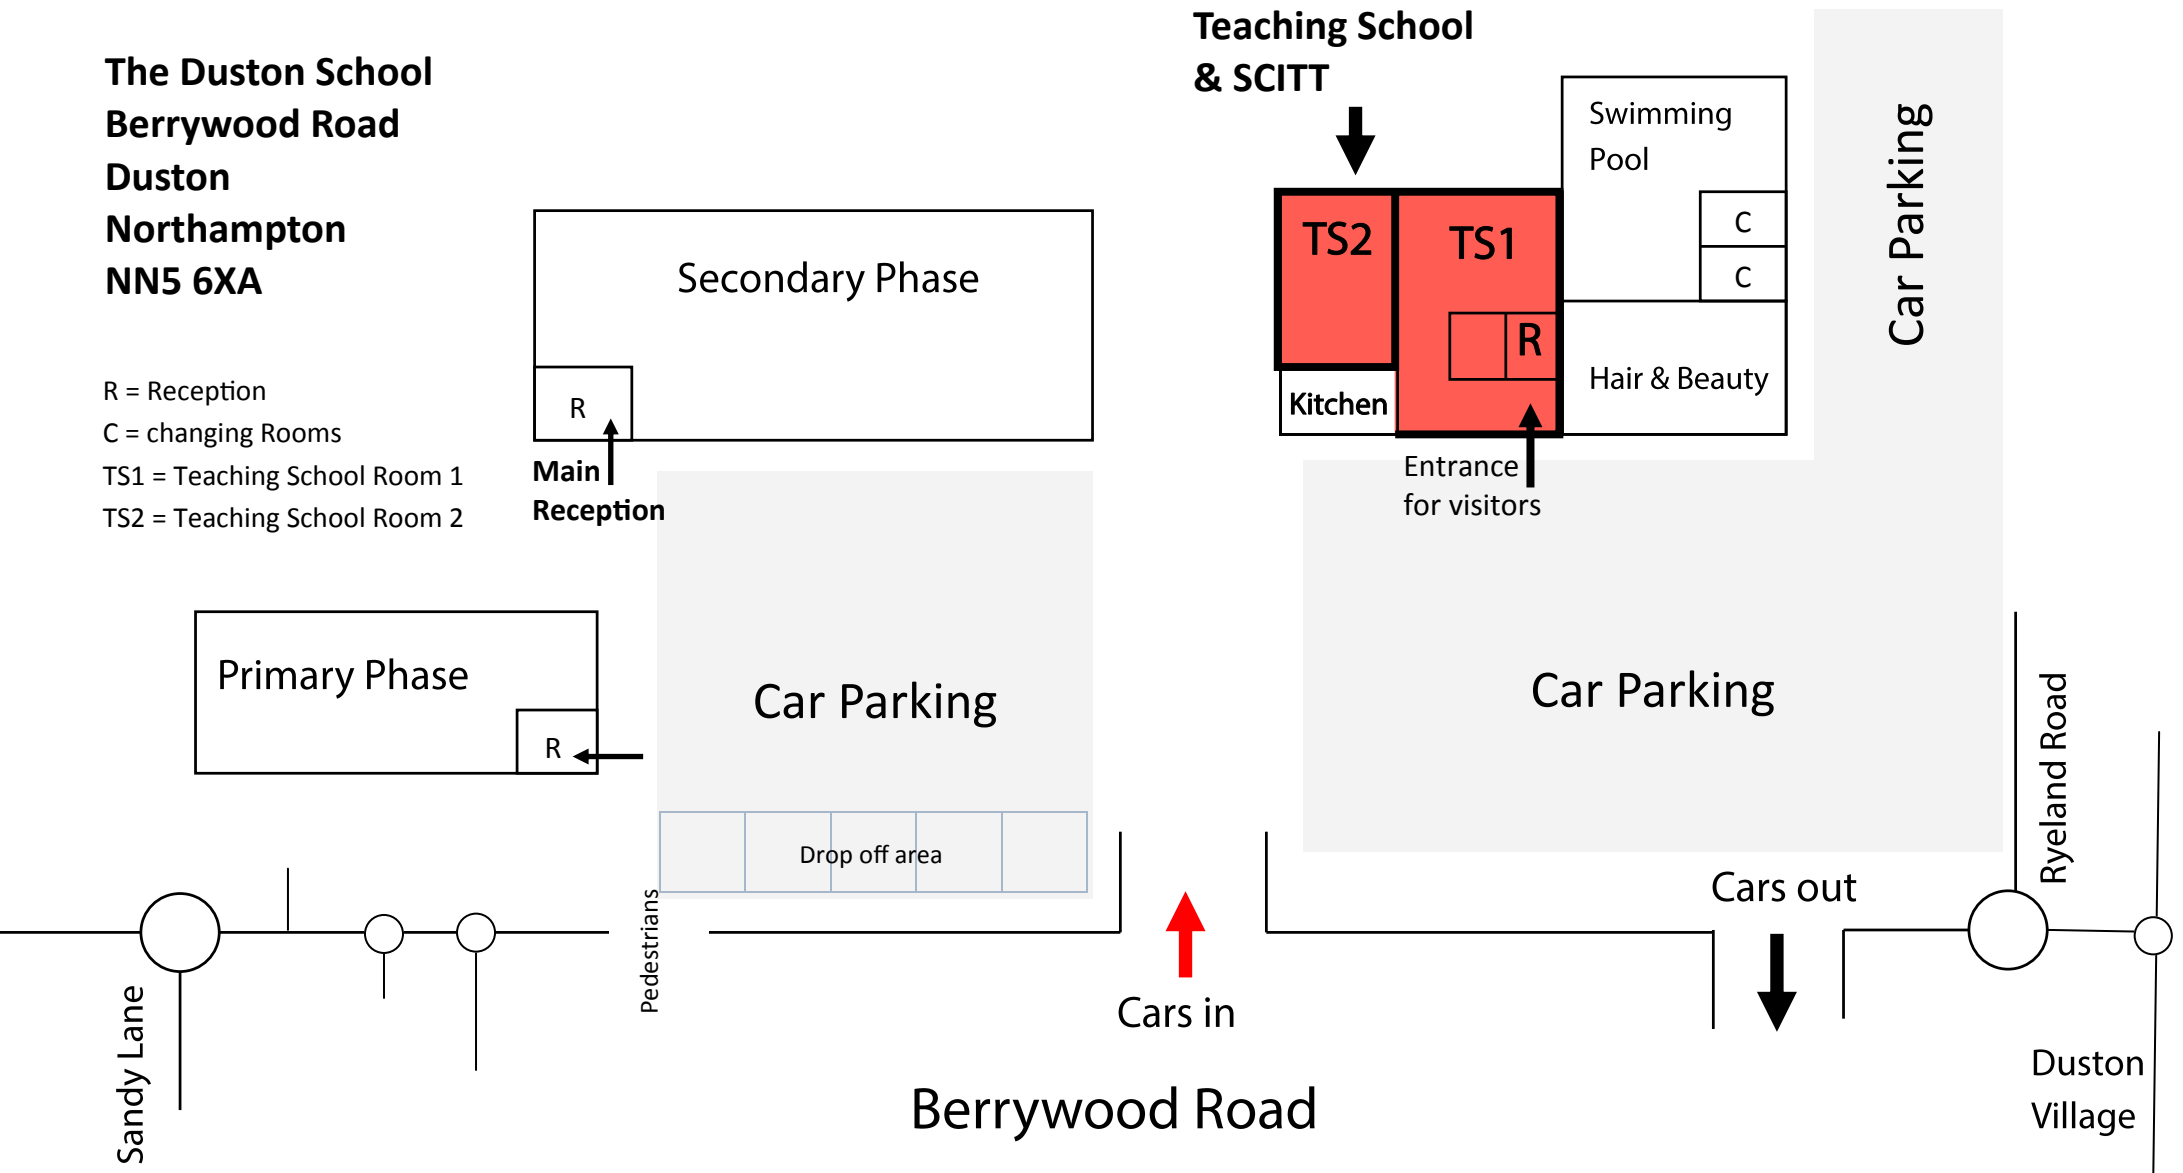 The Duston School
Berrywood Road
Duston
Northampton
NN5 6XA
R = Reception
C = changing Rooms
TS1 = Teaching School Room 1
TS2 = Teaching School Room 2
Teaching School
& SCITT
Secondary Phase
R
Main
Reception
TS2
TS1
R
Kitchen
Swimming
Pool
C
C
Hair & Beauty
Entrance
for visitors
Car Parking
Primary Phase
R
Car Parking
Drop off area
Car Parking
Pedestrians
Cars in
Cars out
Ryeland Road
Sandy Lane
Berrywood Road
Duston
Village